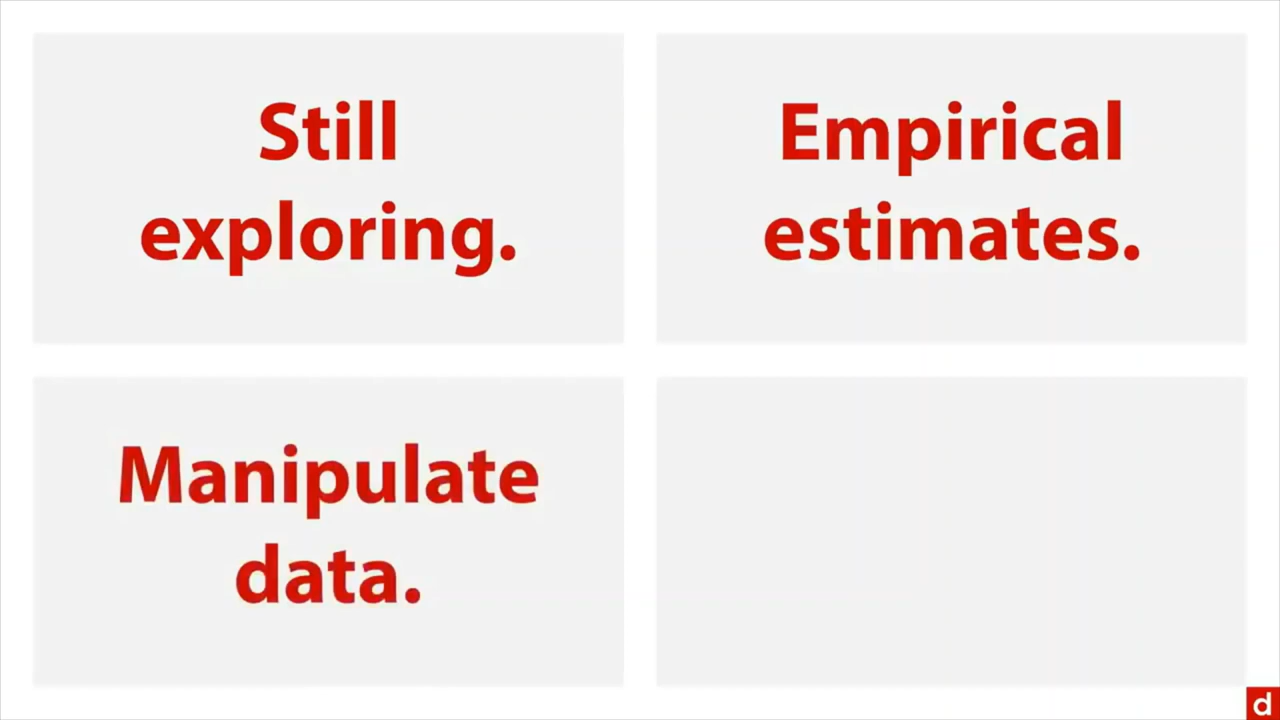 Still
exploring.
Empirical
estimates.
Manipulate
data.
d